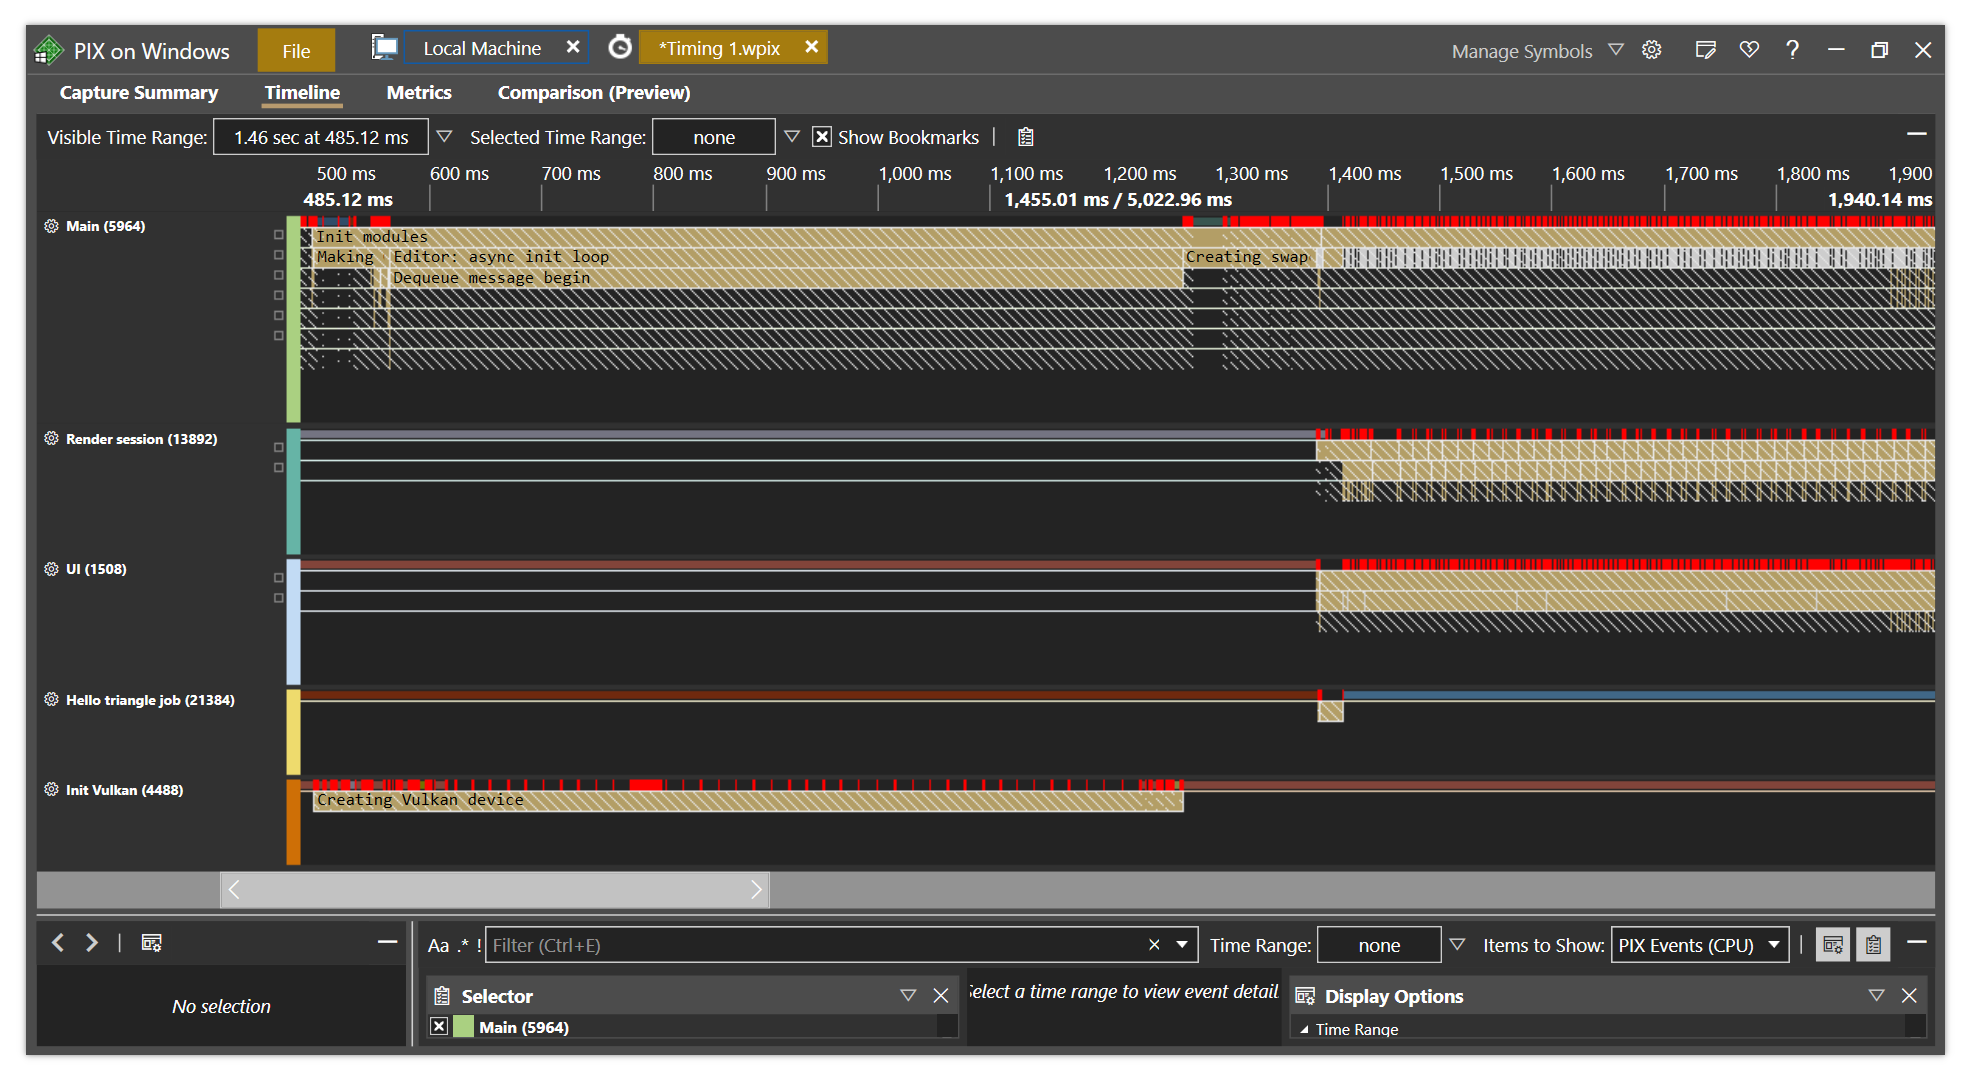 PIX on Windows File Local Machine *Timing 1.wpix Manage Symbols
Capture Summary Timeline Metrics Comparison (Preview)
Visible Time Range: 1.46 sec at 485.12 ms Selected Time Range: none Show Bookmarks
500 ms 600 ms 700 ms 800 ms 900 ms 1,000 ms 1,100 ms 1,200 ms 1,300 ms 1,400 ms 1,500 ms 1,600 ms 1,700 ms 1,800 ms 1,900
485.12 ms 1,455.01 ms / 5,022.96 ms 1,940.14 ms
Main (5964)
Init modules
Making Editor: async init loop Creating swap
Dequeue message begin
Render session (13892)
UI (1508)
Hello triangle job (21384)
Init Vulkan (4488)
Creating Vulkan device
Aa .* ! Filter (Ctrl+E) Time Range: none Items to Show: PIX Events (CPU)
No selection
Selector
Main (5964)
Select a time range to view event detail
Display Options
Time Range